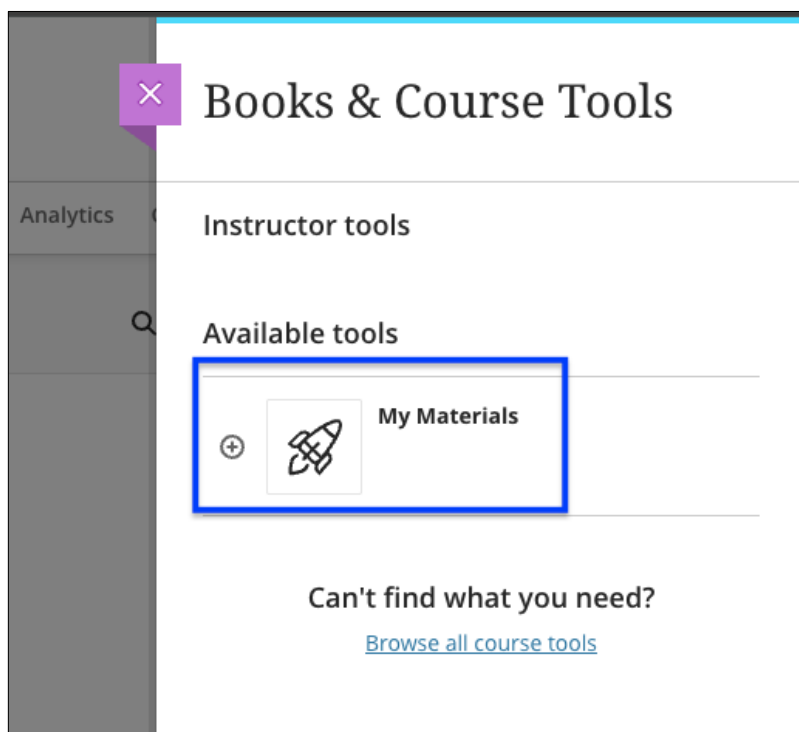 Books & Course Tools
Analytics
Instructor tools
Available tools
My Materials
Can't find what you need?
Browse all course tools